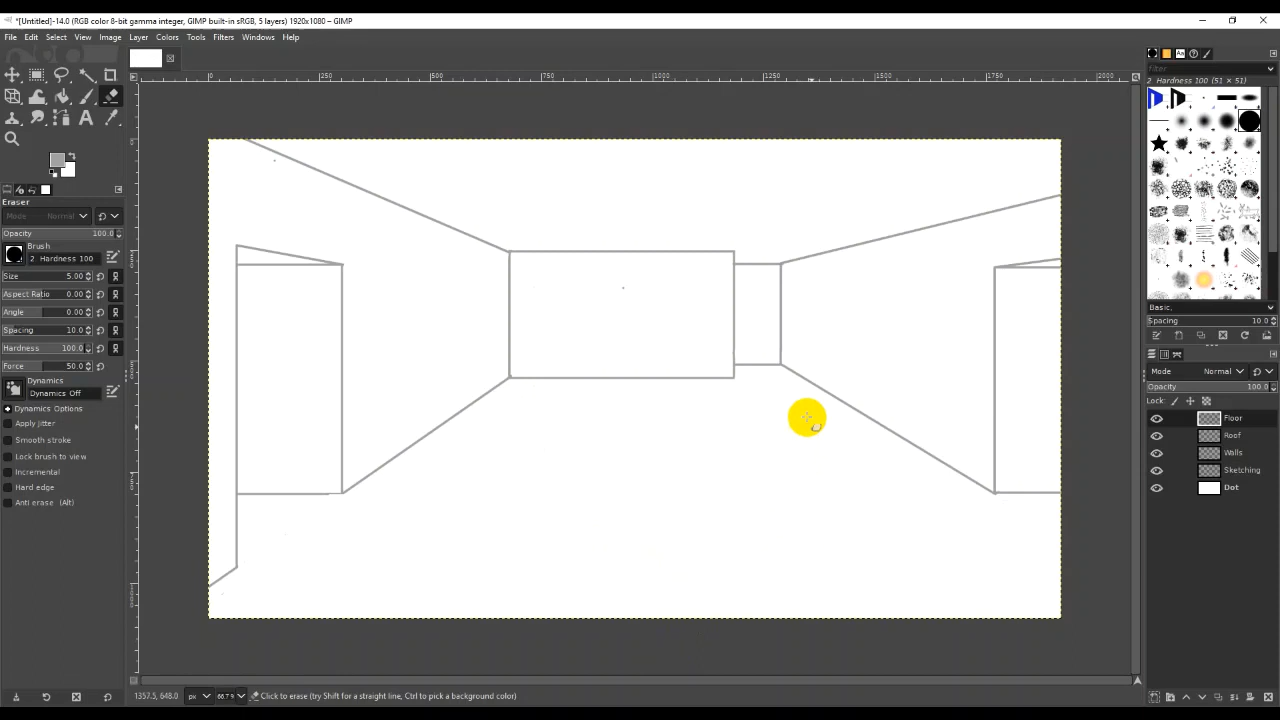 *[Untitled]-14.0 (RGB color 8-bit gamma integer, GIMP built-in sRGB, 5 layers) 1920x1080 – GIMP
File Edit Select View Image Layer Colors Tools Filters Windows Help
0 250 500 750 1000 1250 1500 1750 2000
Filter
2. Hardness 100 (51 × 51)
Eraser
Mode Normal
Opacity 100.0
Brush
2. Hardness 100
Size 5.00
Aspect Ratio 0.00
Angle 0.00
Spacing 10.0
Hardness 100.0
Force 50.0
Dynamics
Dynamics Off
Dynamics Options
Apply Jitter
Smooth stroke
Lock brush to view
Incremental
Hard edge
Anti erase (Alt)
Basic,
Spacing 10.0
Mode Normal
Opacity 100.0
Lock:
Floor
Roof
Walls
Sketching
Dot
1357.5, 648.0 px 66.7 Click to erase (try Shift for a straight line, Ctrl to pick a background color)